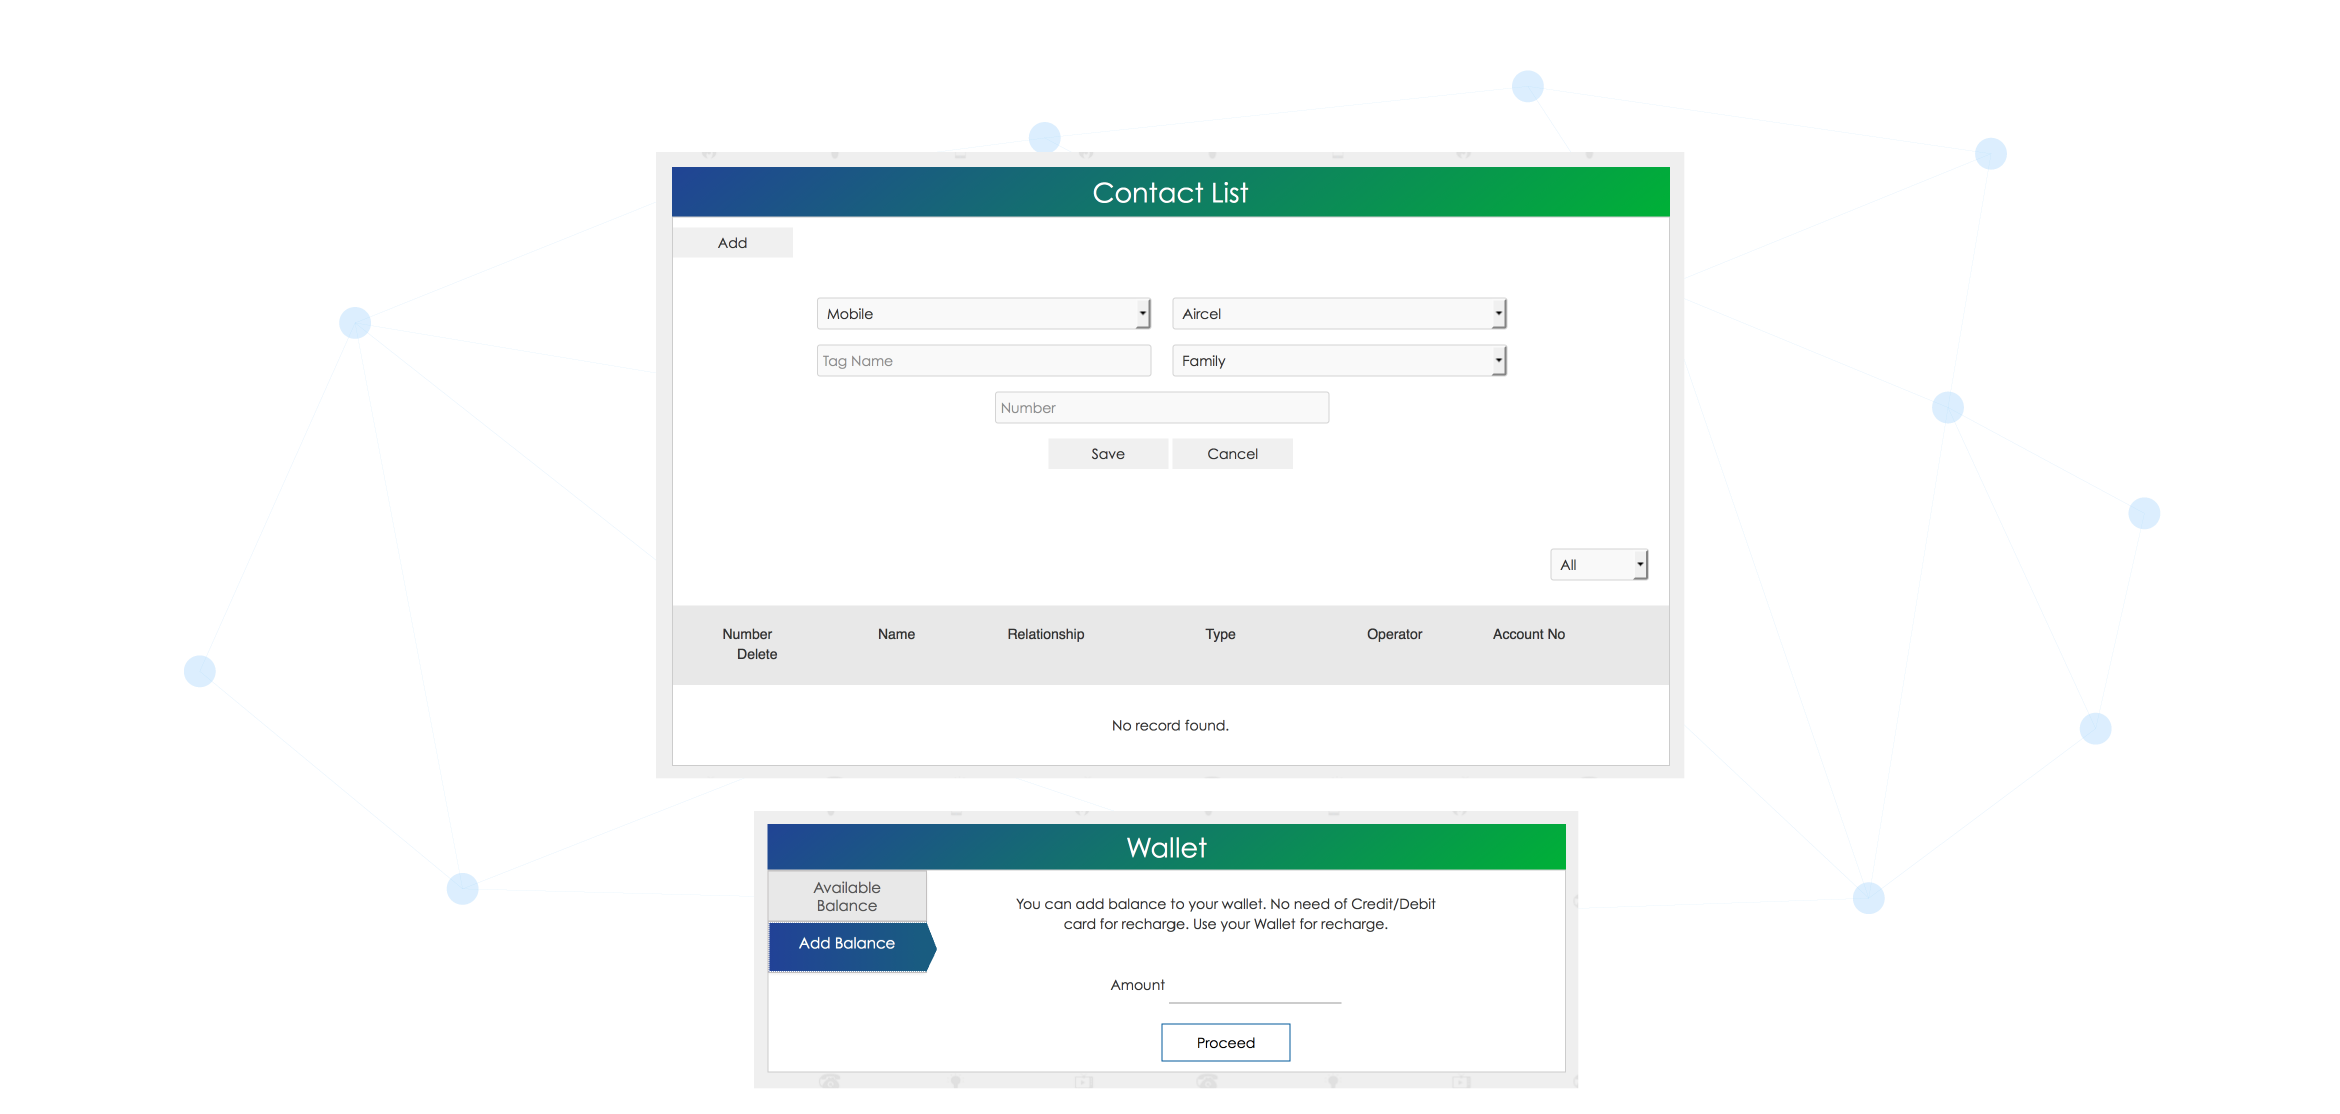 Contact List
Add
Mobile Aircel
Tag Name Family
Number
Save Cancel
All
Number Name Relationship Type Operator Account No
Delete
No record found.
Wallet
Available
Balance
Add Balance
You can add balance to your wallet. No need of Credit/Debit
card for recharge. Use your Wallet for recharge.
Amount
Proceed